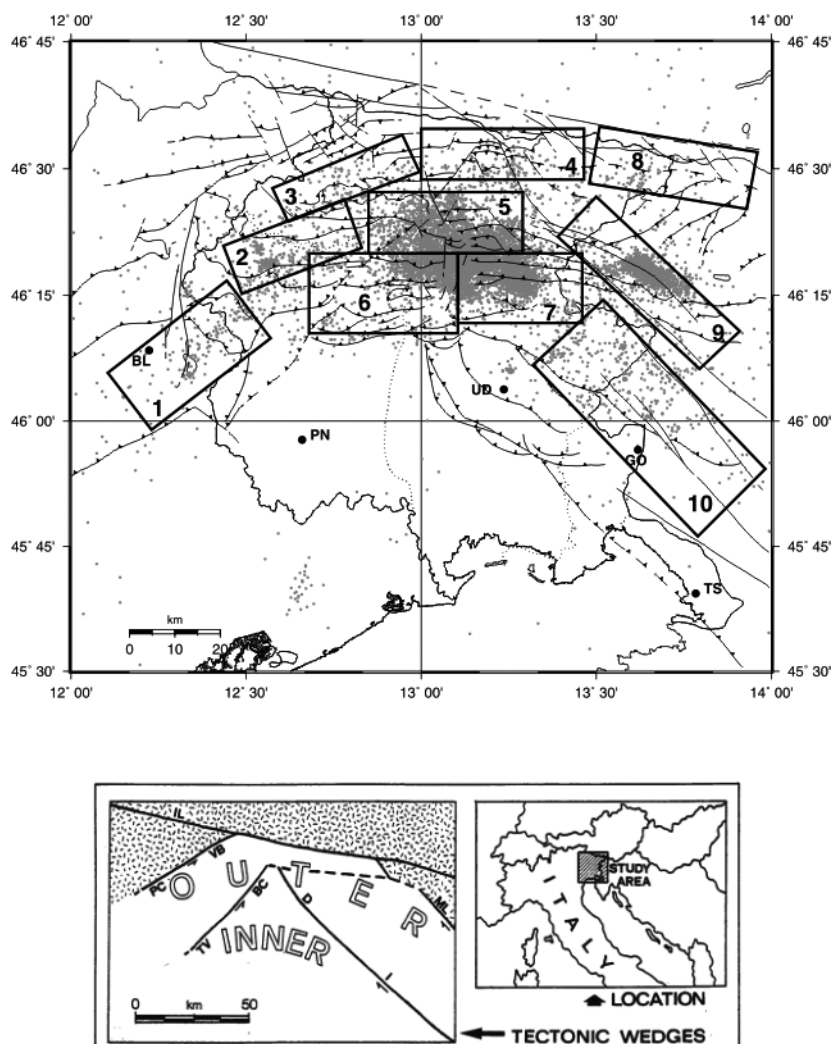 12˚ 00' 12˚ 30' 13˚ 00' 13˚ 30' 14˚ 00'
46˚ 45'
46˚ 45'
46˚ 30'
46˚ 30'
46˚ 15'
46˚ 15'
46˚ 00'
46˚ 00'
45˚ 45'
45˚ 45'
45˚ 30'
45˚ 30'
4
8
3
5
2
6
7
9
BL
1
UD
PN
GO
10
TS
km
0 10 20
12˚ 00' 12˚ 30' 13˚ 00' 13˚ 30' 14˚ 00'
IL
VB
PC
OUTER
BC
D
ML
TV
INNER
I
0 km 50
STUDY
AREA
ITALY
LOCATION
TECTONIC WEDGES